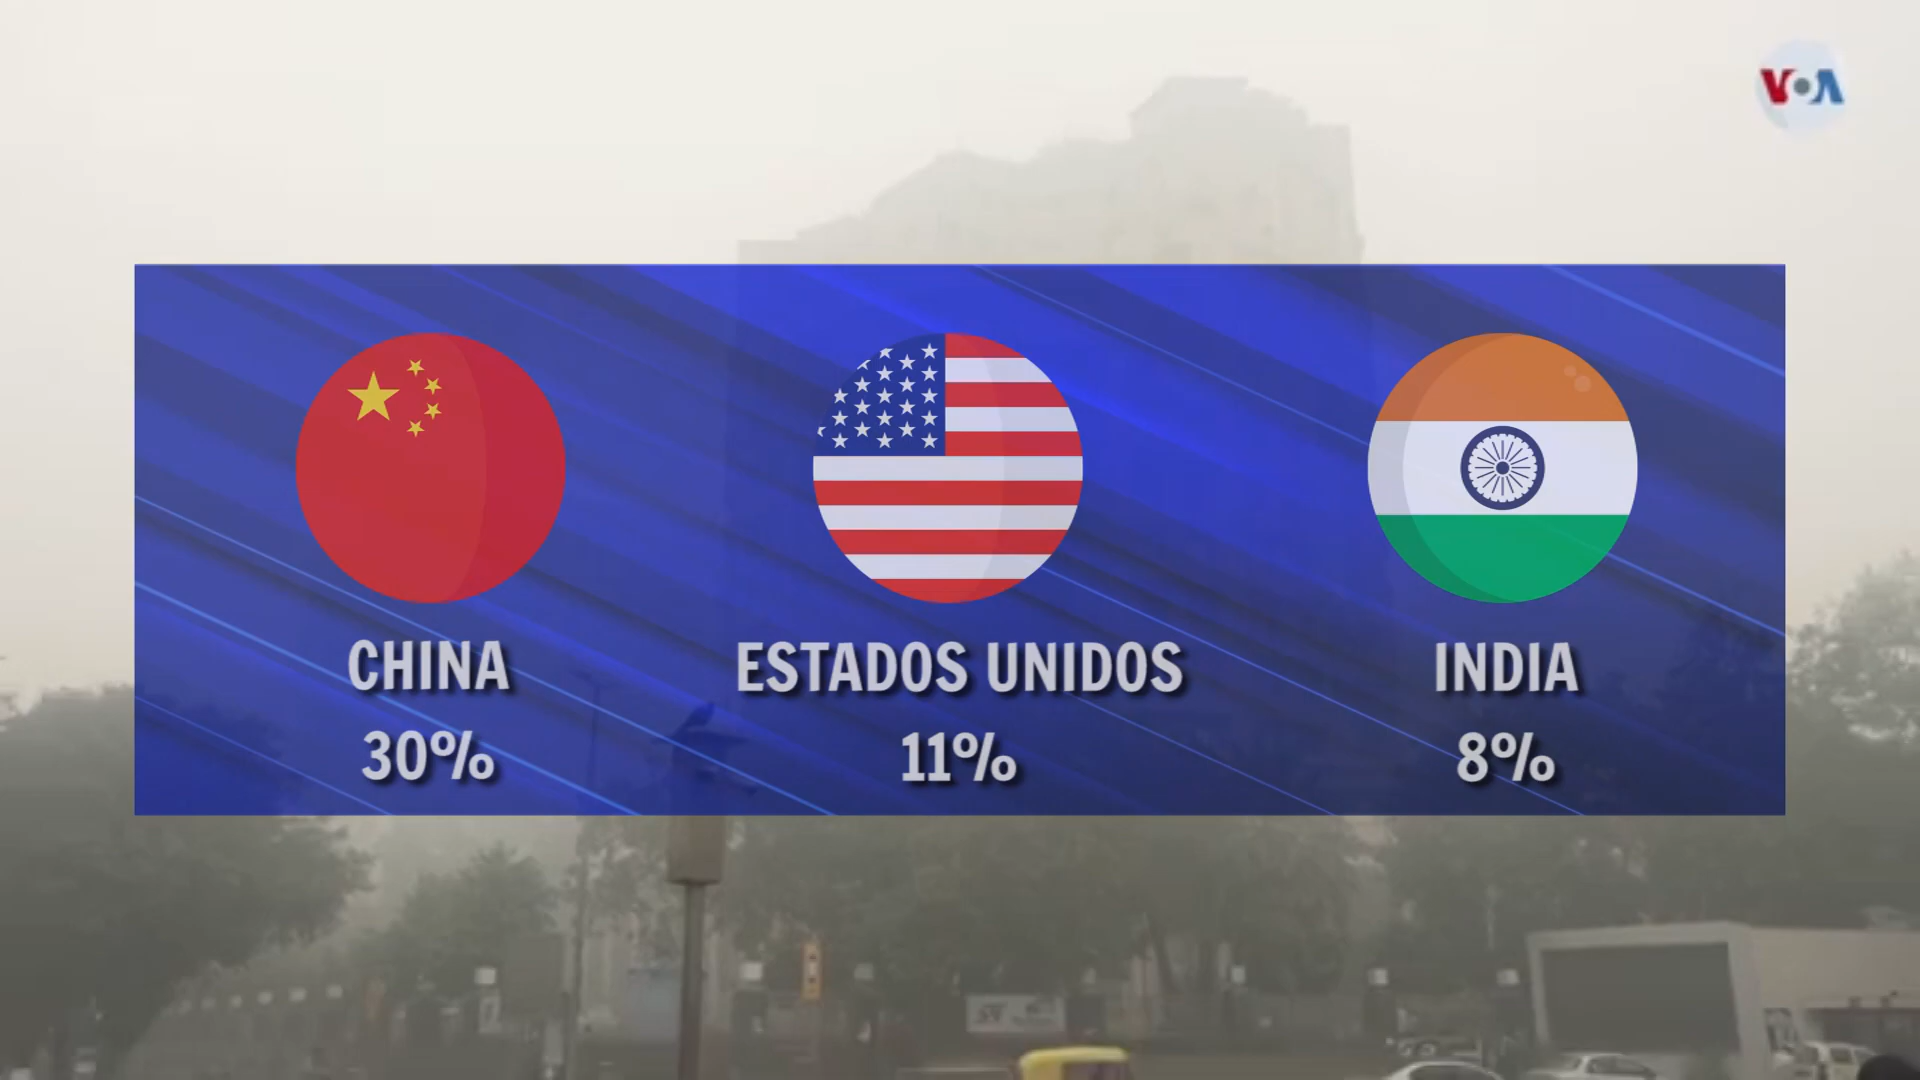 VOA
CHINA
ESTADOS UNIDOS
INDIA
30%
11%
8%